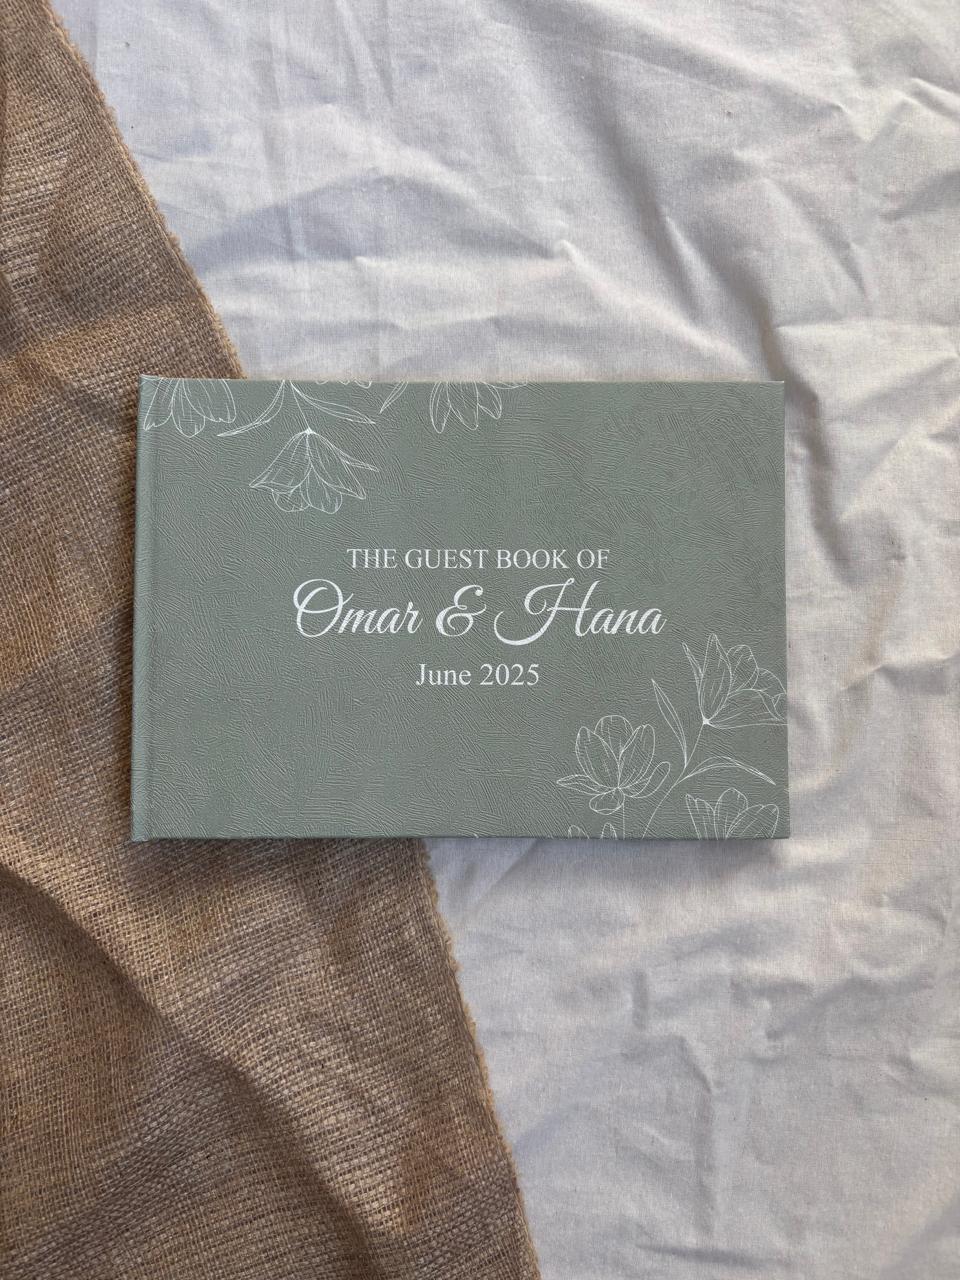 THE GUEST BOOK OF
Omar & Hana
June 2025